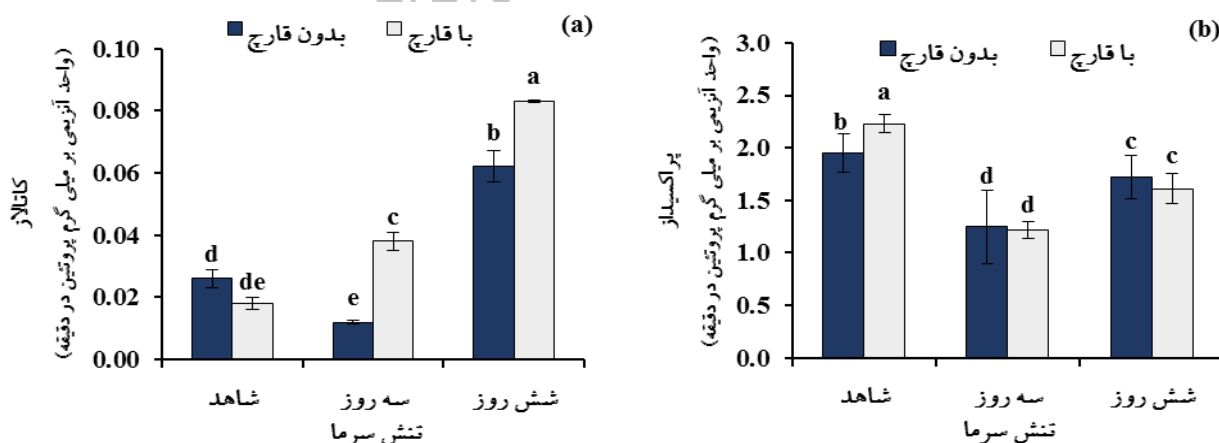 (a)
بدون قارچ
با قارچ
کاتالاز
(واحد آنزیمی بر میلی گرم پروتئین در دقیقه)
0.10
0.08
0.06
0.04
0.02
0.00
d
de
e
c
b
a
شاهد
سه روز
شش روز
تنش سرما
(b)
بدون قارچ
با قارچ
پراکسیداز
(واحد آنزیمی بر میلی گرم پروتئین در دقیقه)
3.0
2.5
2.0
1.5
1.0
0.5
0.0
b
a
d
d
c
c
شاهد
سه روز
شش روز
تنش سرما